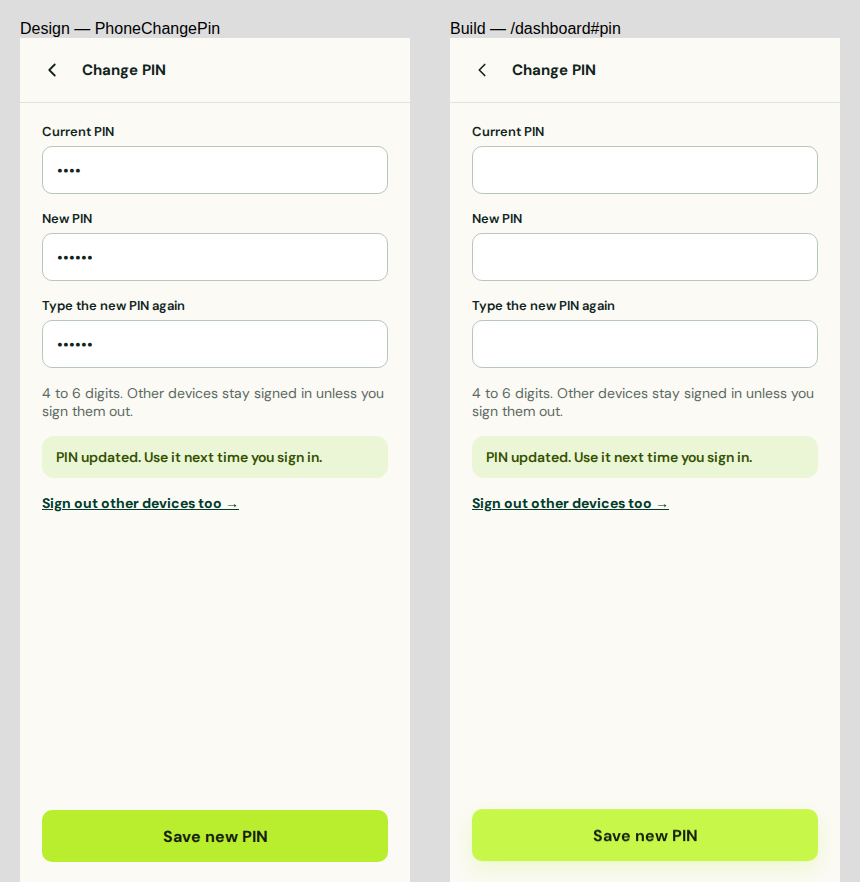 Design — PhoneChangePin
Change PIN
Current PIN
••••
New PIN
••••••
Type the new PIN again
••••••
4 to 6 digits. Other devices stay signed in unless you
sign them out.
PIN updated. Use it next time you sign in.
Sign out other devices too →
Save new PIN
Build — /dashboard#pin
Change PIN
Current PIN
New PIN
Type the new PIN again
4 to 6 digits. Other devices stay signed in unless you
sign them out.
PIN updated. Use it next time you sign in.
Sign out other devices too →
Save new PIN